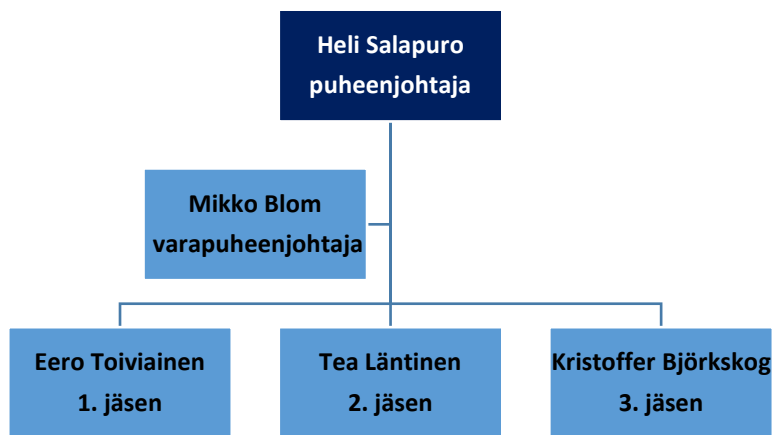 Heli Salapuro
puheenjohtaja
Mikko Blom
varapuheenjohtaja
Eero Toiviainen
1. jäsen
Tea Läntinen
2. jäsen
Kristoffer Björkskog
3. jäsen